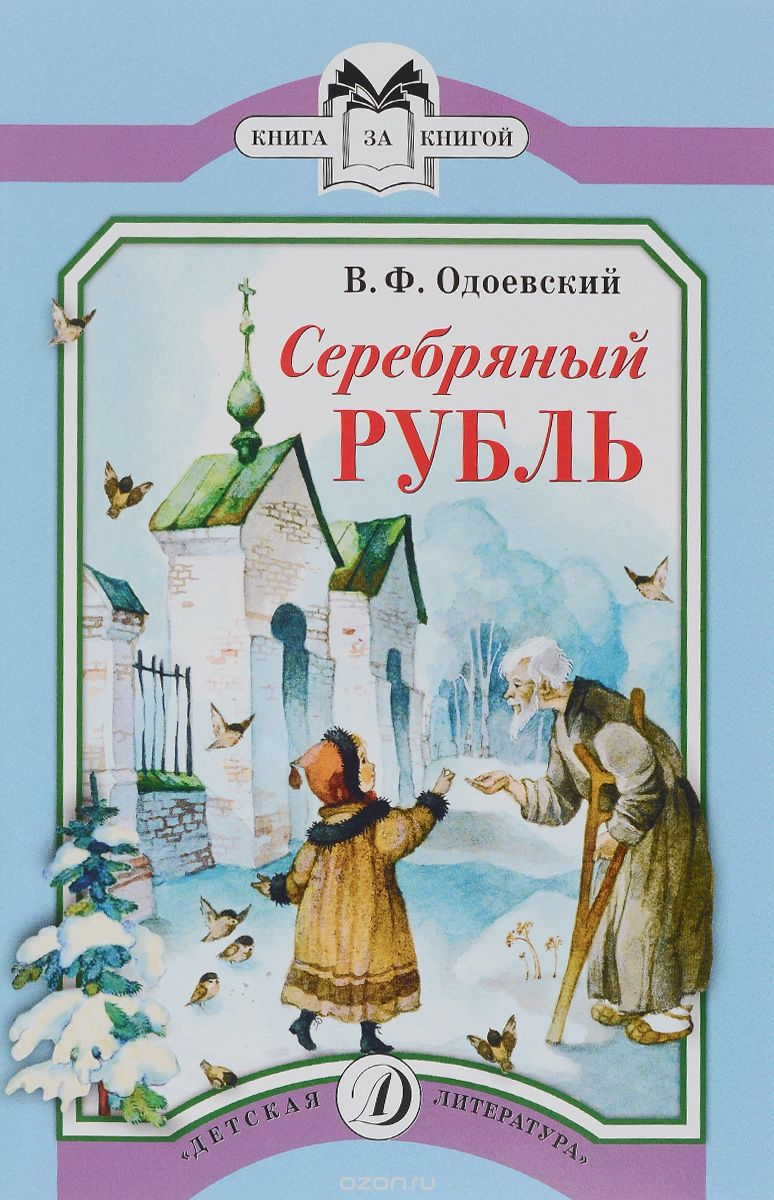 КНИГА ЗА КНИГОЙ
В. Ф. Одоевский
Серебряный
РУБЛЬ
«ДЕТСКАЯ Д ЛИТЕРАТУРА»
ozon.ru